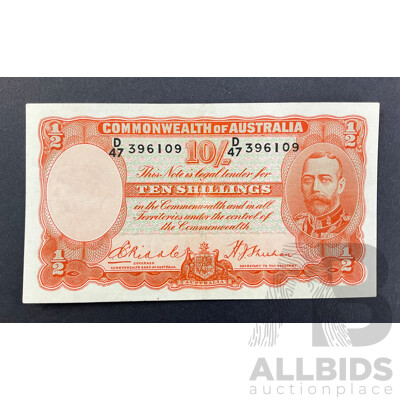 COMMONWEALTH OF AUSTRALIA
D/47 396109 D/47 396109
1/2 10/- 1/2
This Note is legal tender for
TEN SHILLINGS
in the Commonwealth and in all
Territories under the control of
the Commonwealth.
1/2 1/2
AUSTRALIA
ALLBIDS
auctionplace